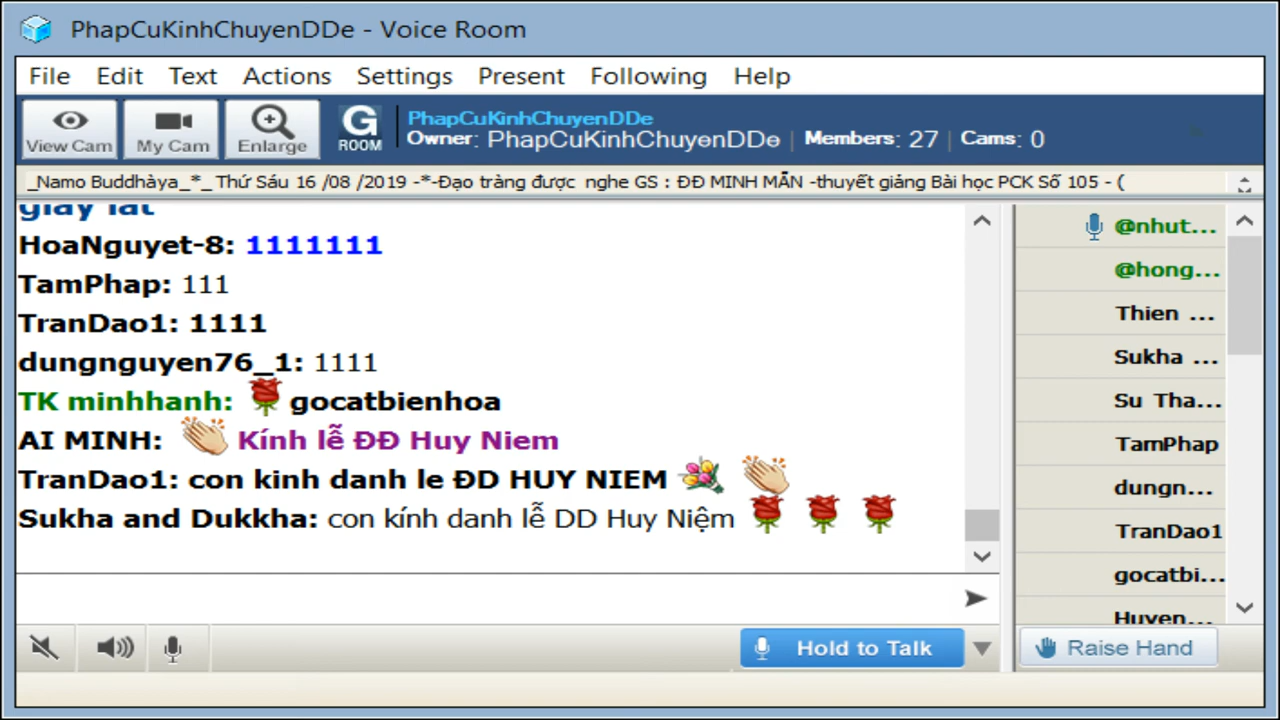 PhapCuKinhChuyenDDe - Voice Room
File Edit Text Actions Settings Present Following Help
View Cam My Cam Enlarge G ROOM
PhapCuKinhChuyenDDe
Owner: PhapCuKinhChuyenDDe | Members: 27 | Cams: 0
_Namo Buddhàya_*_ Thứ Sáu 16 /08 /2019 -*-Đạo tràng được nghe GS : ĐĐ MINH MẪN -thuyết giảng Bài học PCK Số 105 - (
giây lát
HoaNguyet-8: 1111111
TamPhap: 111
TranDao1: 1111
dungnguyen76_1: 1111
TK minhhanh: gocatbienhoa
AI MINH: Kính lễ ĐĐ Huy Niem
TranDao1: con kinh danh le ĐD HUY NIEM
Sukha and Dukkha: con kính danh lễ DD Huy Niệm
@nhut...
@hong...
Thien ...
Sukha ...
Su Tha...
TamPhap
dungn...
TranDao1
gocatbi...
Huyen...
Hold to Talk
Raise Hand